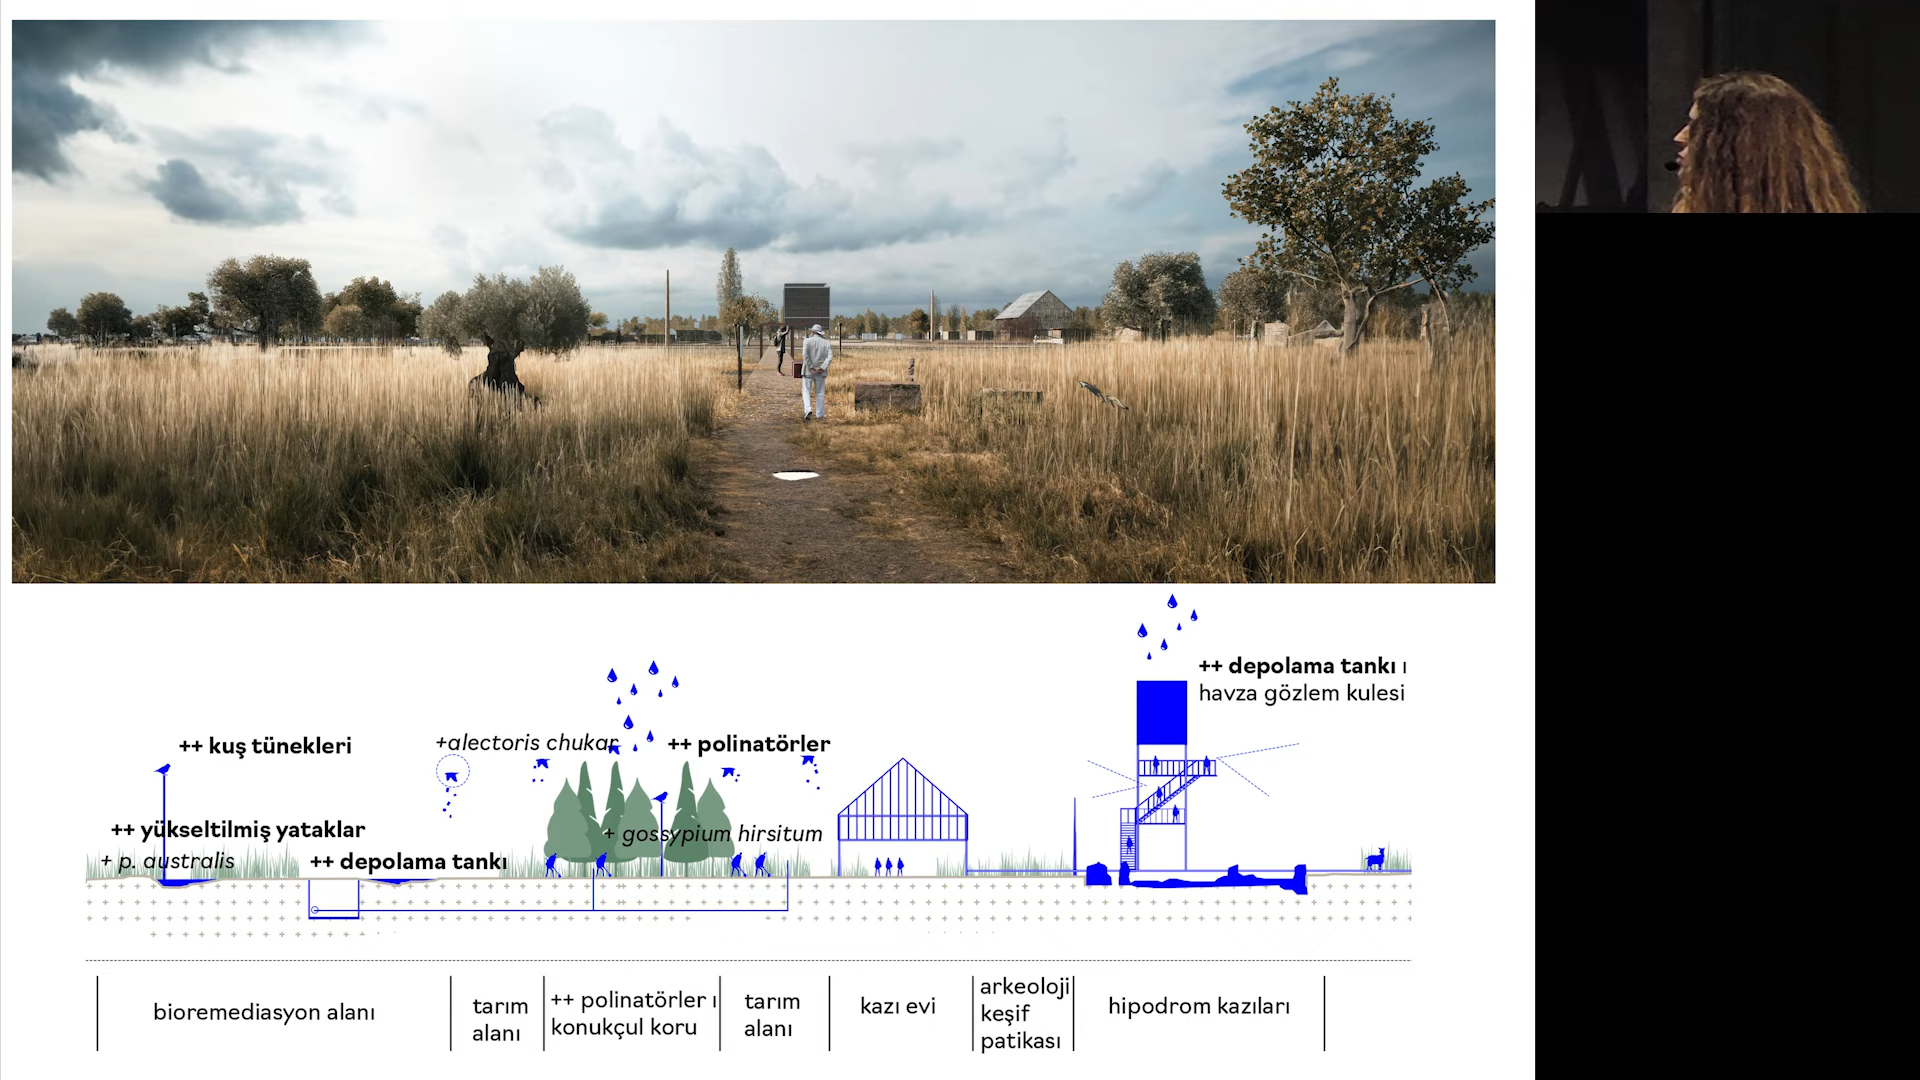 ++ depolama tankı ı
havza gözlem kulesi
++ kuş tünekleri
+alectoris chukar
++ polinatörler
++ yükseltilmiş yataklar
+ gossypium hirsitum
+ p. australis
++ depolama tankı
bioremediasyon alanı
tarım
alanı
++ polinatörler ı
konukçul koru
tarım
alanı
kazı evi
arkeoloji
keşif
patikası
hipodrom kazıları